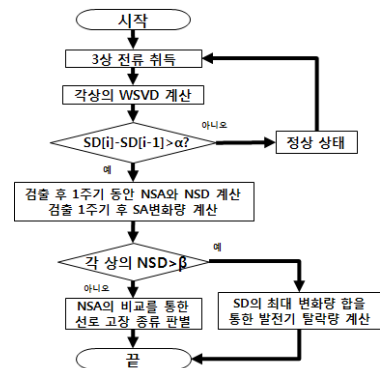 시작
3상 전류 취득
각상의 WSVD 계산
아니오
SD[i]-SD[i-1]>α?
정상 상태
예
검출 후 1주기 동안 NSA와 NSD 계산
검출 1주기 후 SA변화량 계산
예
각 상의 NSD>β
아니오
NSA의 비교를 통한
선로 고장 종류 판별
SD의 최대 변화량 합을
통한 발전기 탈락량 계산
끝